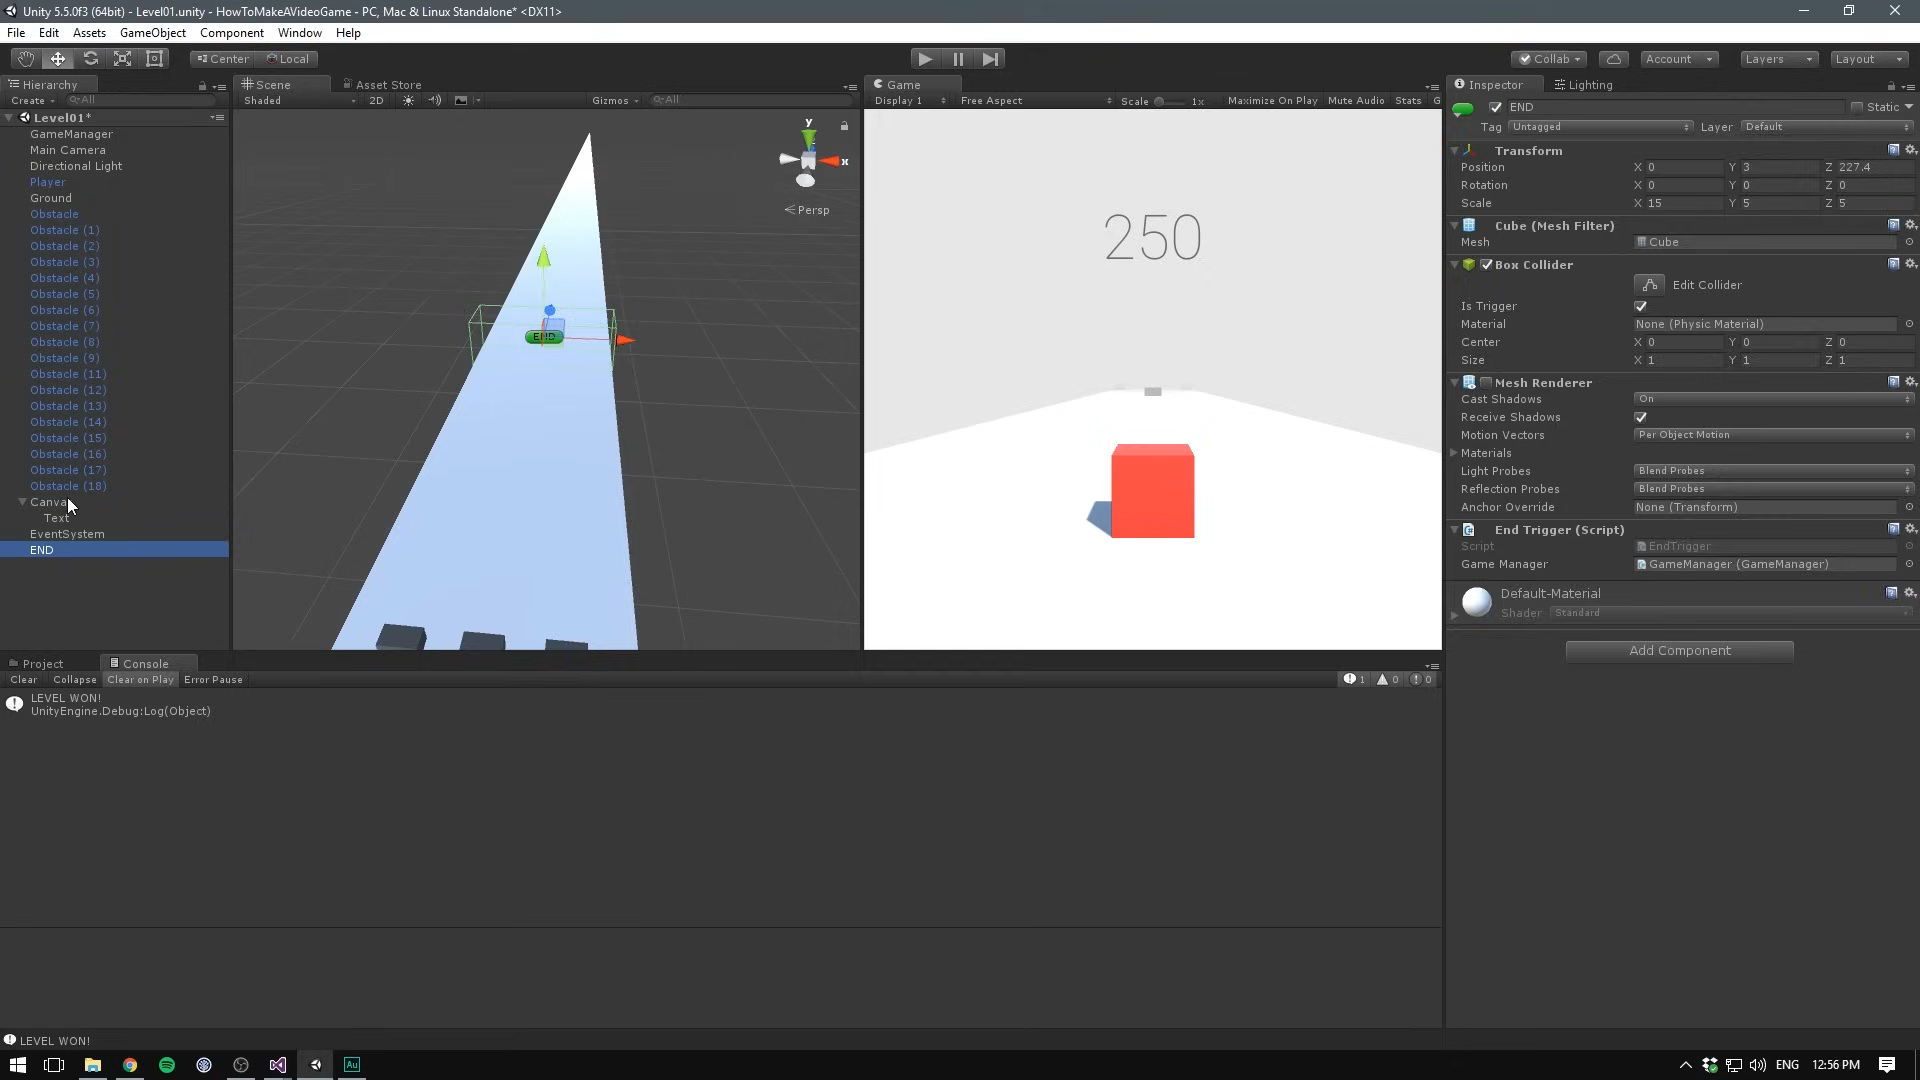 Unity 5.5.0f3 (64bit) - Level01.unity - HowToMakeAVideoGame - PC, Mac & Linux Standalone* <DX11>
File Edit Assets GameObject Component Window Help
Center Local Collab Account Layers Layout
Hierarchy Scene Asset Store Game Inspector Lighting
Create All Shaded 2D Gizmos All Display 1 Free Aspect Scale 1x Maximize On Play Mute Audio Stats G
Level01*
GameManager
Main Camera
Directional Light
Player
Ground
Obstacle
Obstacle (1)
Obstacle (2)
Obstacle (3)
Obstacle (4)
Obstacle (5)
Obstacle (6)
Obstacle (7)
Obstacle (8)
Obstacle (9)
Obstacle (11)
Obstacle (12)
Obstacle (13)
Obstacle (14)
Obstacle (15)
Obstacle (16)
Obstacle (17)
Obstacle (18)
Text
EventSystem
END
y
x
Persp
END
250
END Static
Tag Untagged Layer Default
Transform
Position X 0 Y 3 Z 227.4
Rotation X 0 Y 0 Z 0
Scale X 15 Y 5 Z 5
Cube (Mesh Filter)
Mesh Cube
Box Collider
Edit Collider
Is Trigger
Material None (Physic Material)
Center X 0 Y 0 Z 0
Size X 1 Y 1 Z 1
Mesh Renderer
Cast Shadows On
Receive Shadows
Motion Vectors Per Object Motion
Materials
Light Probes Blend Probes
Reflection Probes Blend Probes
Anchor Override None (Transform)
End Trigger (Script)
Script EndTrigger
Game Manager GameManager (GameManager)
Default-Material
Shader Standard
Add Component
Project Console
Clear Collapse Clear on Play Error Pause 1 0 0
LEVEL WON!
UnityEngine.Debug:Log(Object)
LEVEL WON!
Au ENG 12:56 PM